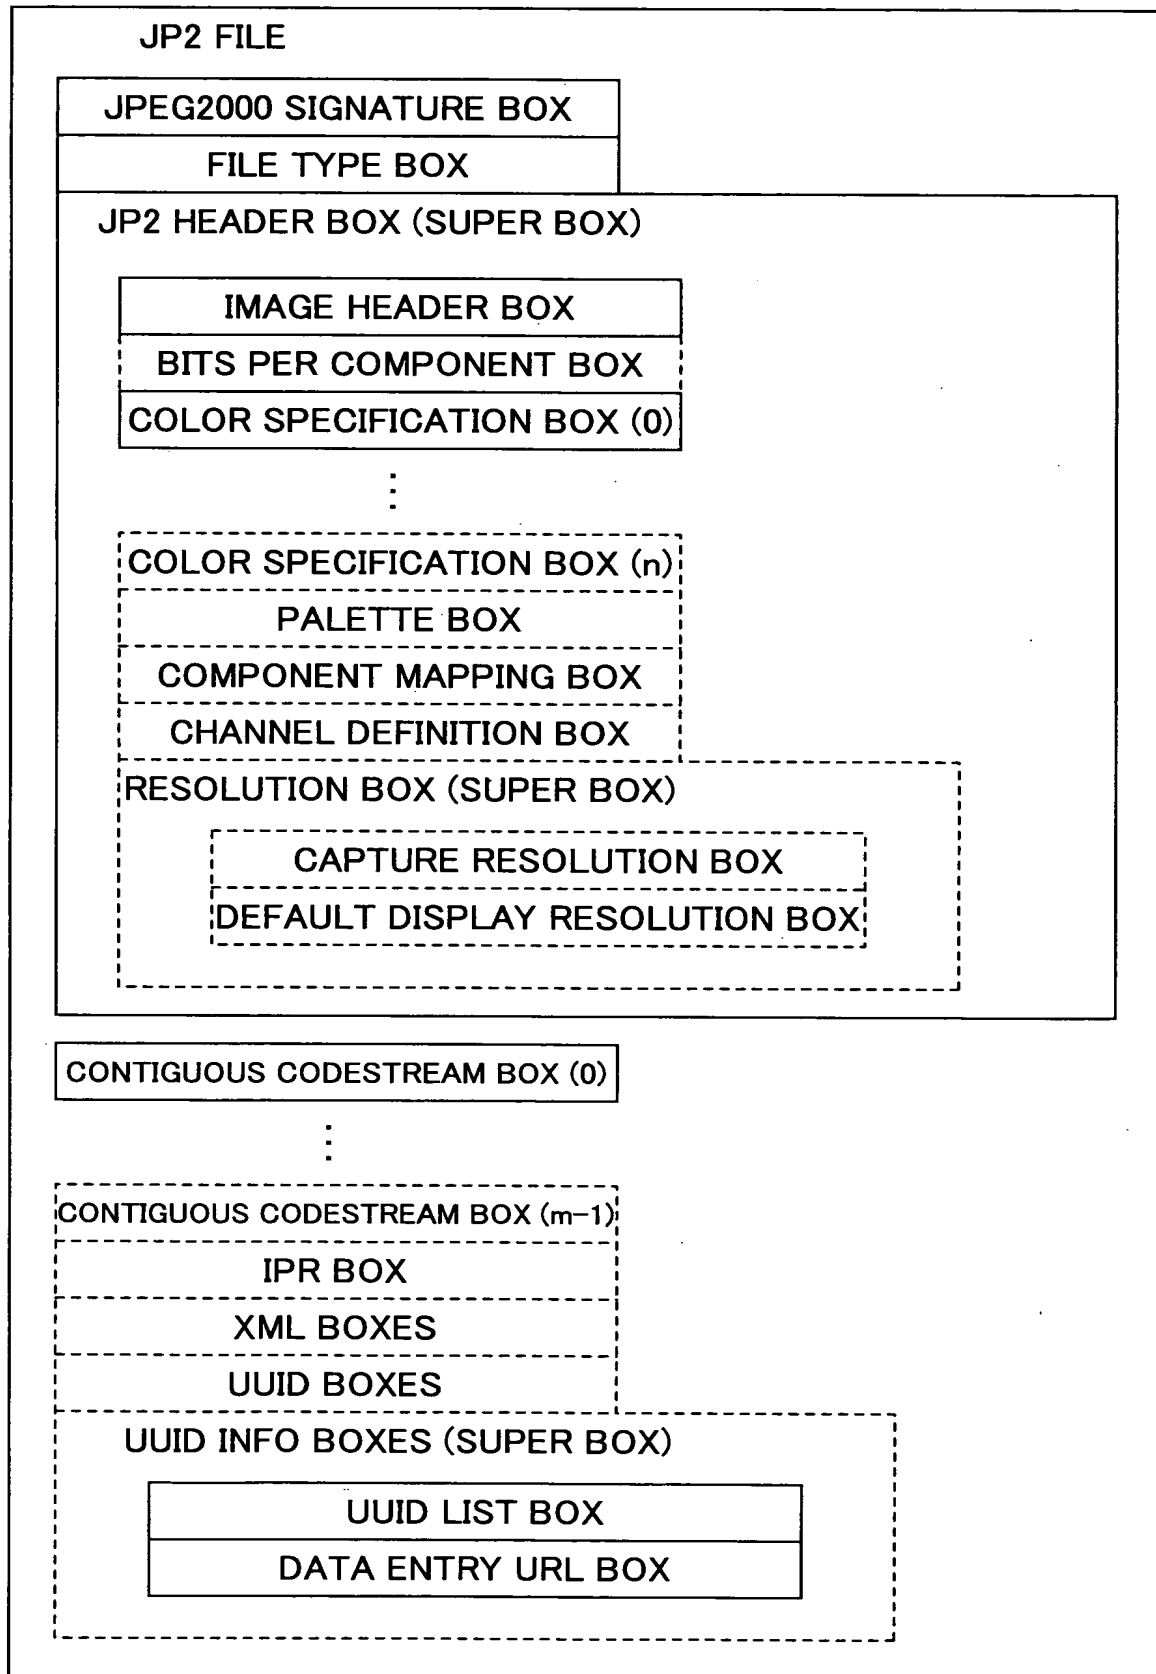 JP2 FILE
JPEG2000 SIGNATURE BOX
FILE TYPE BOX
JP2 HEADER BOX (SUPER BOX)
IMAGE HEADER BOX
BITS PER COMPONENT BOX
COLOR SPECIFICATION BOX (0)
⋮
COLOR SPECIFICATION BOX (n)
PALETTE BOX
COMPONENT MAPPING BOX
CHANNEL DEFINITION BOX
RESOLUTION BOX (SUPER BOX)
CAPTURE RESOLUTION BOX
DEFAULT DISPLAY RESOLUTION BOX
CONTIGUOUS CODESTREAM BOX (0)
⋮
CONTIGUOUS CODESTREAM BOX (m-1)
IPR BOX
XML BOXES
UUID BOXES
UUID INFO BOXES (SUPER BOX)
UUID LIST BOX
DATA ENTRY URL BOX